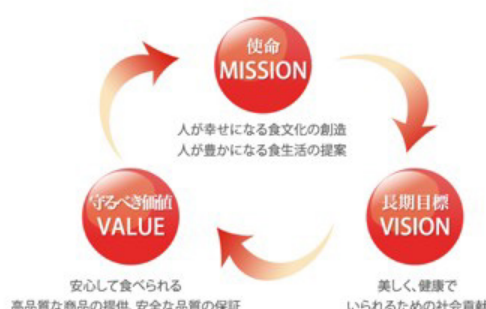 使命
MISSION
人が幸せになる食文化の創造
人が豊かになる食生活の提案
守るべき価値
VALUE
安心して食べられる
高品質な商品の提供、安全な品質の保証
長期目標
VISION
美しく、健康で
いられるための社会貢献